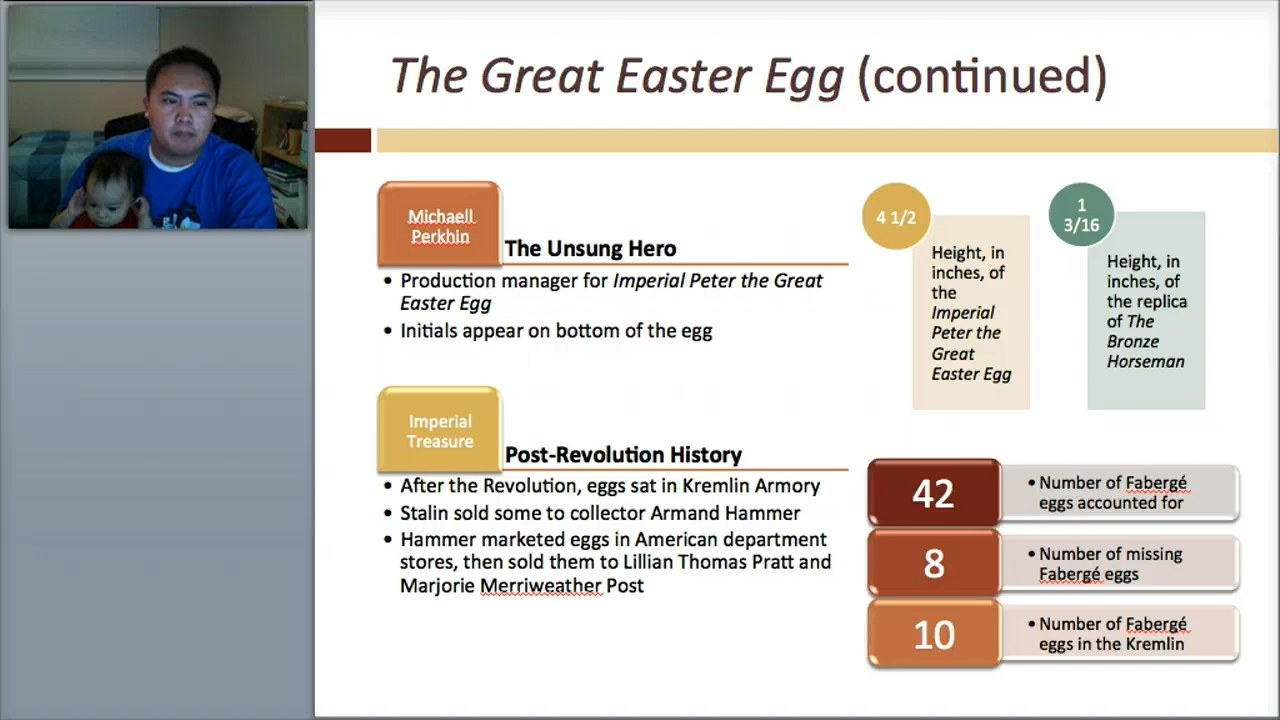 The Great Easter Egg (continued)
Michaell
Perkhin
The Unsung Hero
• Production manager for Imperial Peter the Great
Easter Egg
• Initials appear on bottom of the egg
Imperial
Treasure
Post-Revolution History
• After the Revolution, eggs sat in Kremlin Armory
• Stalin sold some to collector Armand Hammer
• Hammer marketed eggs in American department
stores, then sold them to Lillian Thomas Pratt and
Marjorie Merriweather Post
4 1/2
Height, in
inches, of
the
Imperial
Peter the
Great
Easter Egg
1
3/16
Height, in
inches, of
the replica
of The
Bronze
Horseman
42
• Number of Fabergé
eggs accounted for
8
• Number of missing
Fabergé eggs
10
• Number of Fabergé
eggs in the Kremlin